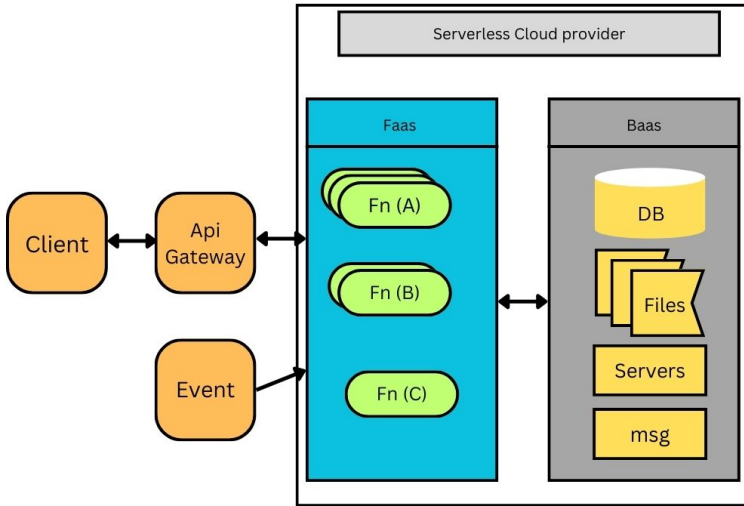 Serverless Cloud provider
Faas
Baas
Fn (A)
DB
Client
Api
Gateway
Fn (B)
Files
Event
Fn (C)
Servers
msg